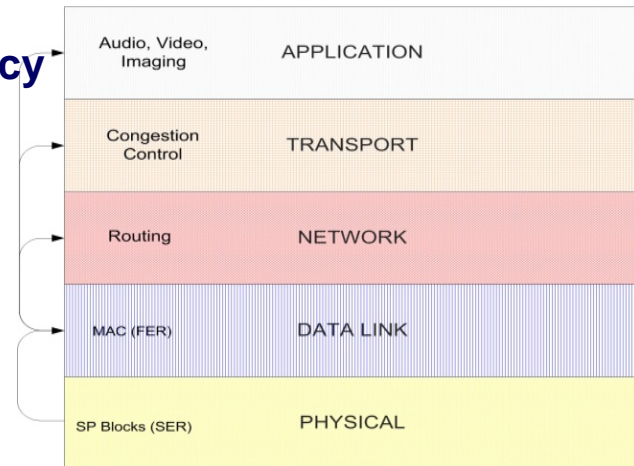 cy
Audio, Video,
Imaging
APPLICATION
Congestion
Control
TRANSPORT
Routing
NETWORK
MAC (FER)
DATA LINK
SP Blocks (SER)
PHYSICAL